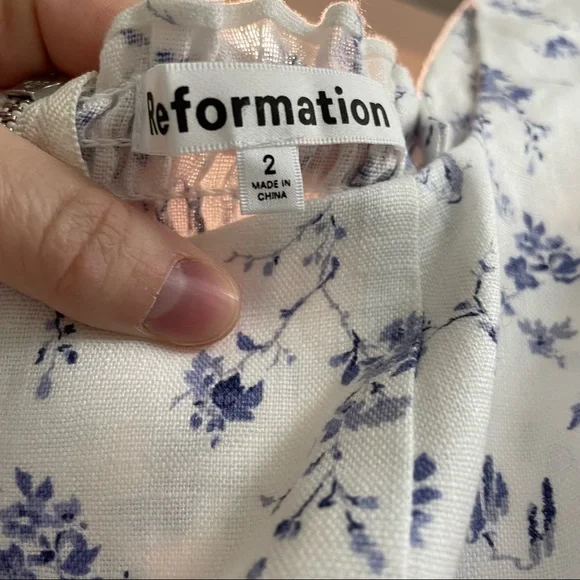 Reformation
2
MADE IN
CHINA